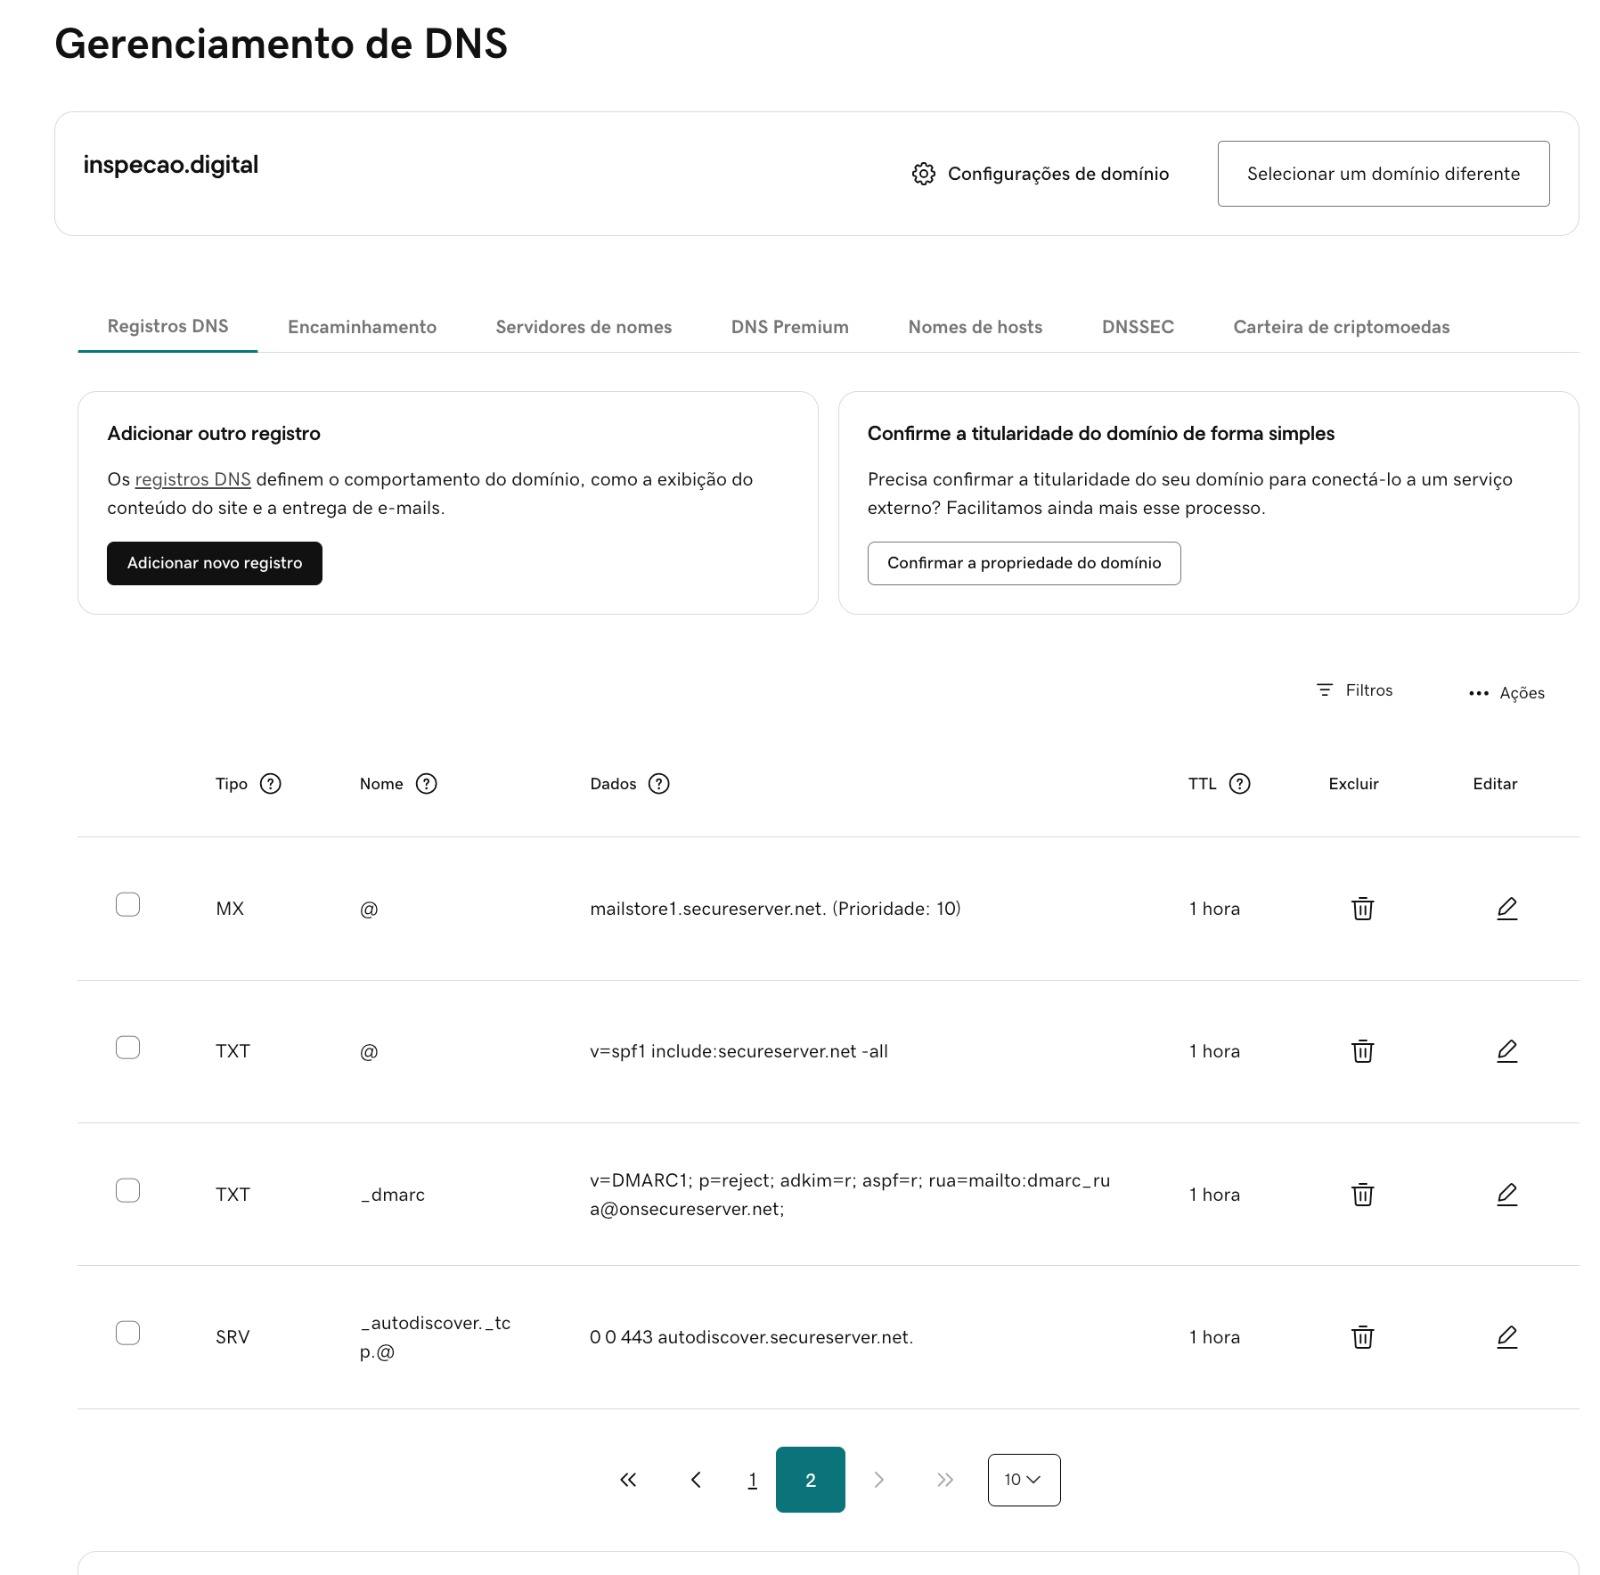 Gerenciamento de DNS
inspecao.digital
Configurações de domínio
Selecionar um domínio diferente
Registros DNS
Encaminhamento
Servidores de nomes
DNS Premium
Nomes de hosts
DNSSEC
Carteira de criptomoedas
Adicionar outro registro
Os registros DNS definem o comportamento do domínio, como a exibição do
conteúdo do site e a entrega de e-mails.
Adicionar novo registro
Confirme a titularidade do domínio de forma simples
Precisa confirmar a titularidade do seu domínio para conectá-lo a um serviço
externo? Facilitamos ainda mais esse processo.
Confirmar a propriedade do domínio
Filtros
Ações
Tipo ? Nome ? Dados ? TTL ? Excluir Editar
MX @ mailstore1.secureserver.net. (Prioridade: 10) 1 hora
TXT @ v=spf1 include:secureserver.net -all 1 hora
TXT _dmarc v=DMARC1; p=reject; adkim=r; aspf=r; rua=mailto:dmarc_ru
a@onsecureserver.net; 1 hora
SRV _autodiscover._tc
p.@ 0 0 443 autodiscover.secureserver.net. 1 hora
1 2 10